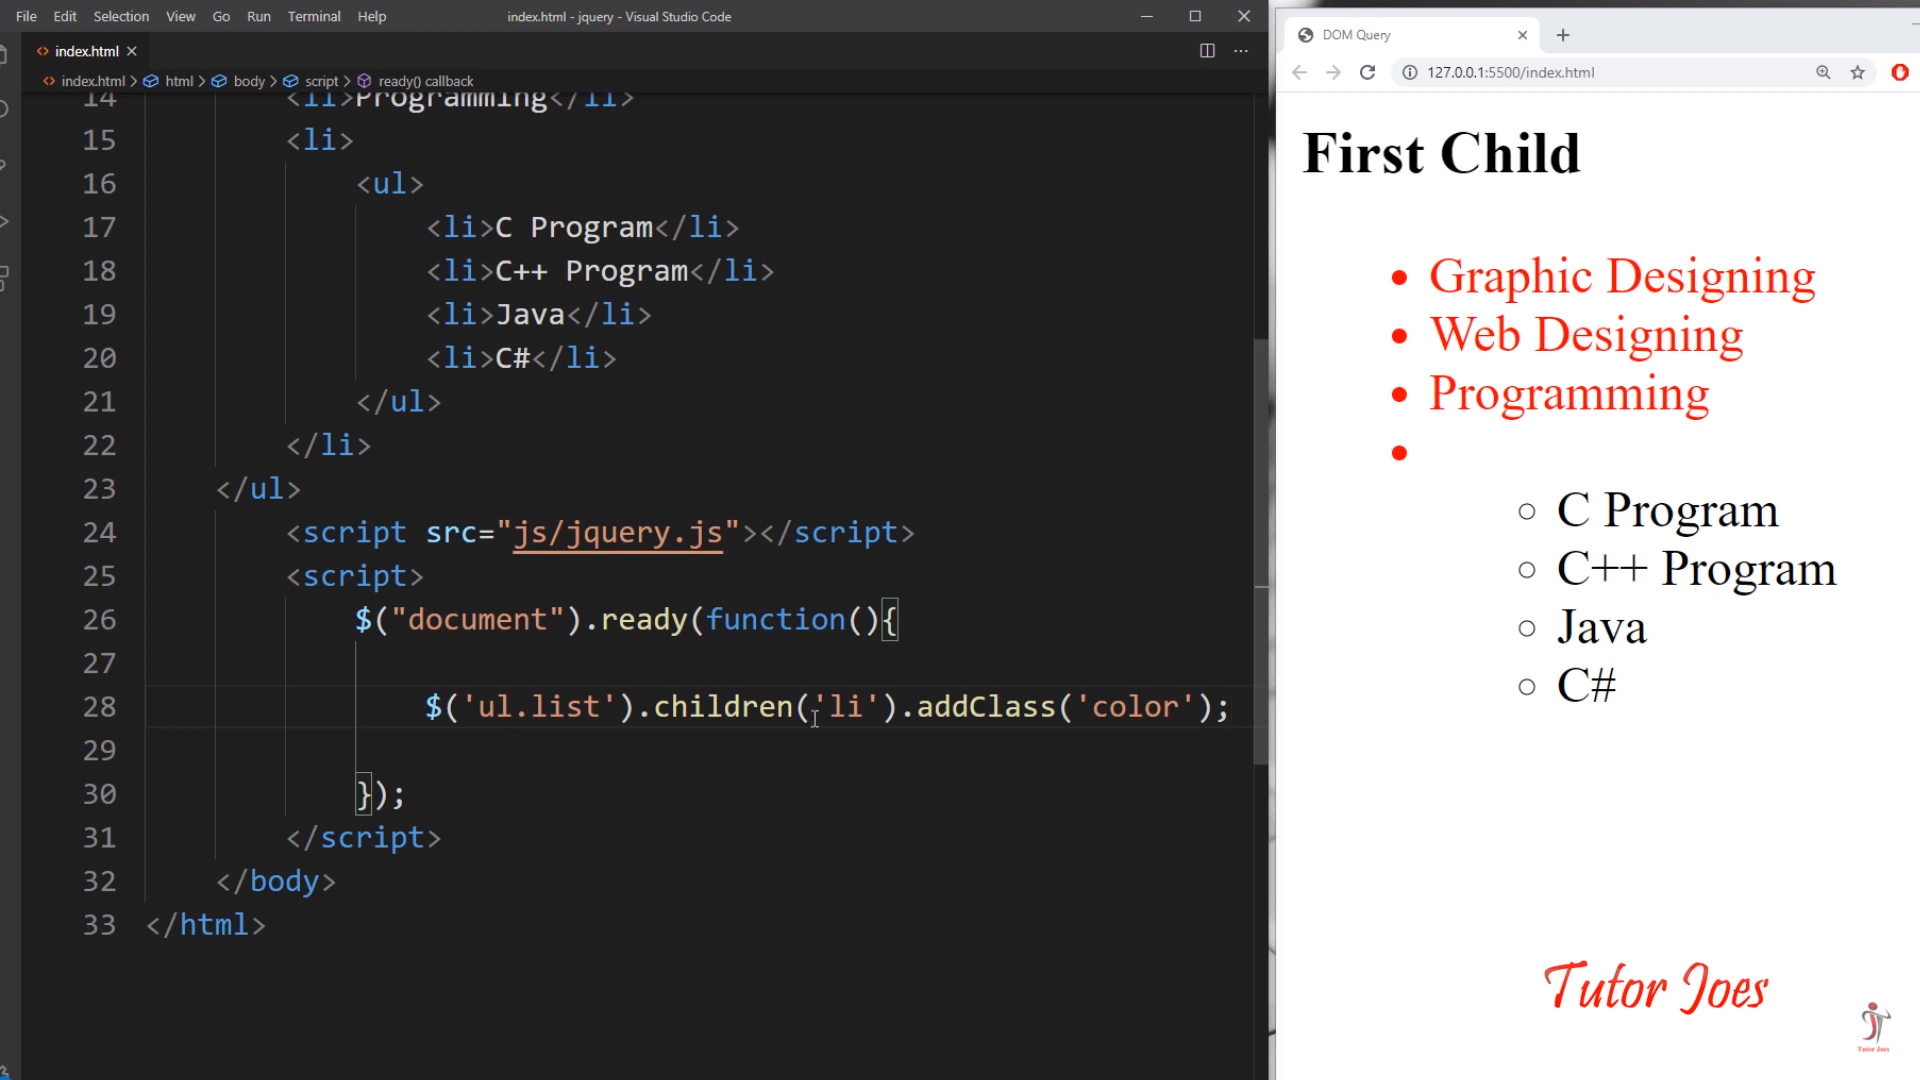 File Edit Selection View Go Run Terminal Help index.html - jquery - Visual Studio Code
index.html
index.html > html > body > script > ready() callback
14 <li>Programming</li>
15 <li>
16 <ul>
17 <li>C Program</li>
18 <li>C++ Program</li>
19 <li>Java</li>
20 <li>C#</li>
21 </ul>
22 </li>
23 </ul>
24 <script src="js/jquery.js"></script>
25 <script>
26 $("document").ready(function(){
27
28 $('ul.list').children('li').addClass('color');
29
30 });
31 </script>
32 </body>
33 </html>
DOM Query
127.0.0.1:5500/index.html
First Child
• Graphic Designing
• Web Designing
• Programming
•
○ C Program
○ C++ Program
○ Java
○ C#
Tutor Joes
Tutor Joes